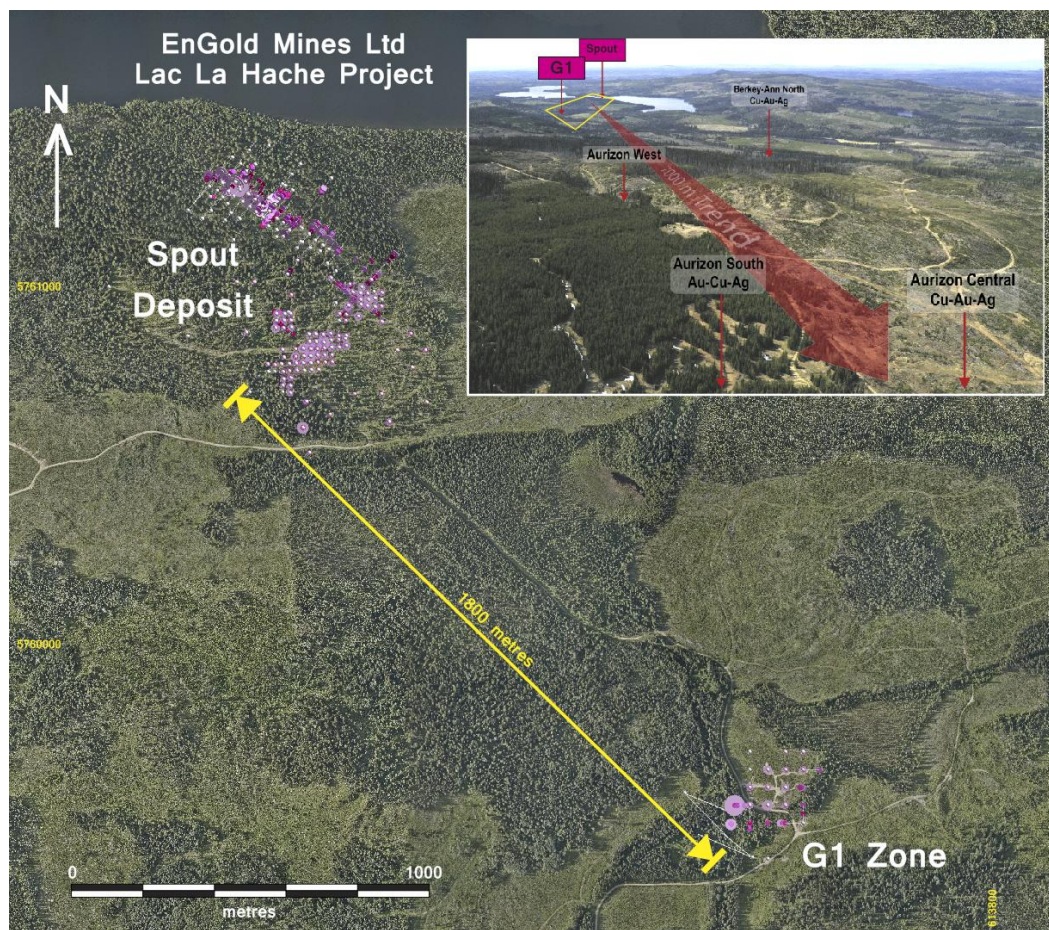 EnGold Mines Ltd
Lac La Hache Project
N
Spout
Deposit
5761000
5760000
1800 metres
G1 Zone
0 1000
metres
613800
Spout
G1
Berkey-Ann North
Cu-Au-Ag
Aurizon West
Zoom Trend
Aurizon South
Au-Cu-Ag
Aurizon Central
Cu-Au-Ag